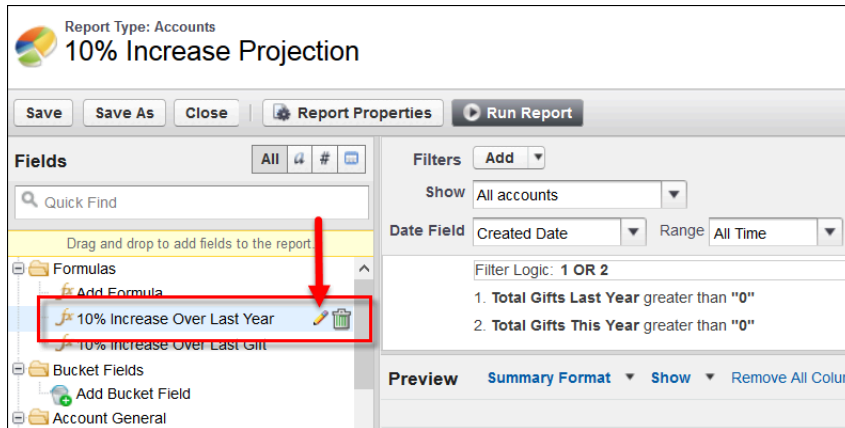 Report Type: Accounts
10% Increase Projection
Save Save As Close Report Properties Run Report
Fields All a #
Quick Find
Drag and drop to add fields to the report.
Formulas
Add Formula
10% Increase Over Last Year
10% Increase Over Last Gift
Bucket Fields
Add Bucket Field
Account General
Filters Add
Show All accounts
Date Field Created Date Range All Time
Filter Logic: 1 OR 2
1. Total Gifts Last Year greater than "0"
2. Total Gifts This Year greater than "0"
Preview Summary Format Show Remove All Colu